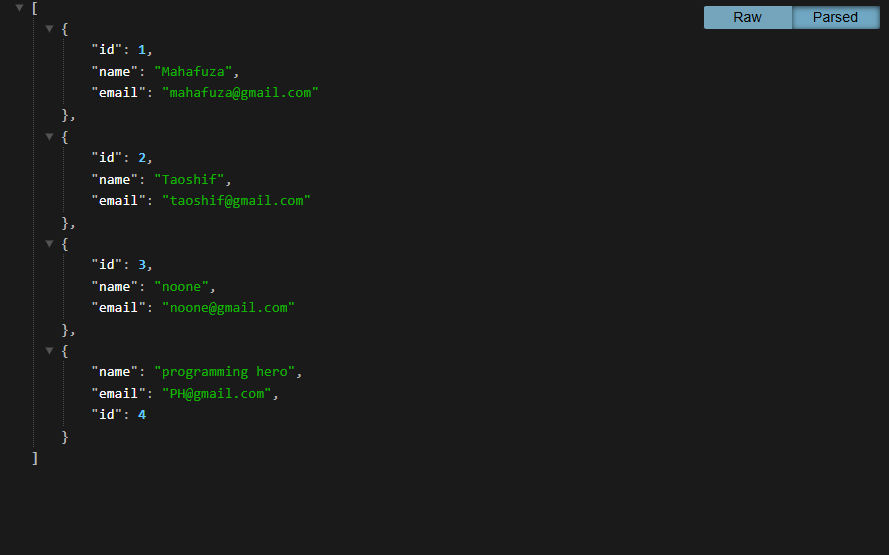 [
Raw Parsed
{
"id": 1,
"name": "Mahafuza",
"email": "mahafuza@gmail.com"
},
{
"id": 2,
"name": "Taoshif",
"email": "taoshif@gmail.com"
},
{
"id": 3,
"name": "noone",
"email": "noone@gmail.com"
},
{
"name": "programming hero",
"email": "PH@gmail.com",
"id": 4
}
]